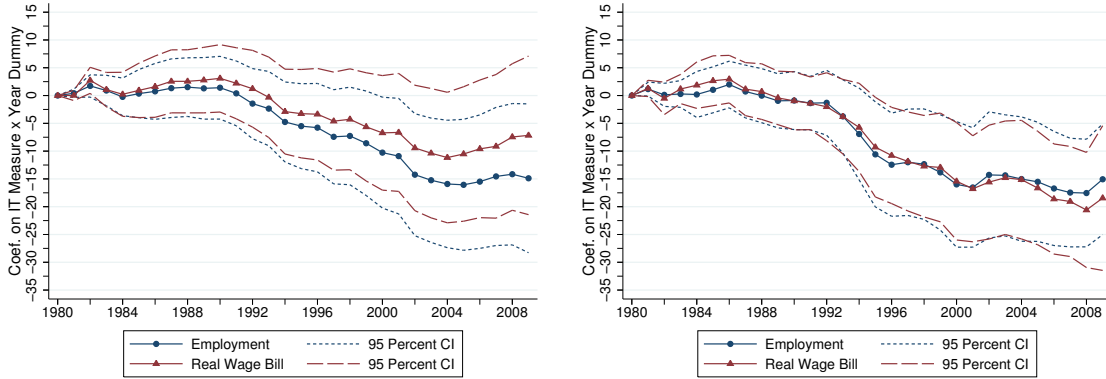 Coef. on IT Measure x Year Dummy
15
10
5
0
−5
−10
−15
−20
−25
−30
−35
1980 1984 1988 1992 1996 2000 2004 2008
Employment 95 Percent CI
Real Wage Bill 95 Percent CI
Coef. on IT Measure x Year Dummy
15
10
5
0
−5
−10
−15
−20
−25
−30
−35
1980 1984 1988 1992 1996 2000 2004 2008
Employment 95 Percent CI
Real Wage Bill 95 Percent CI